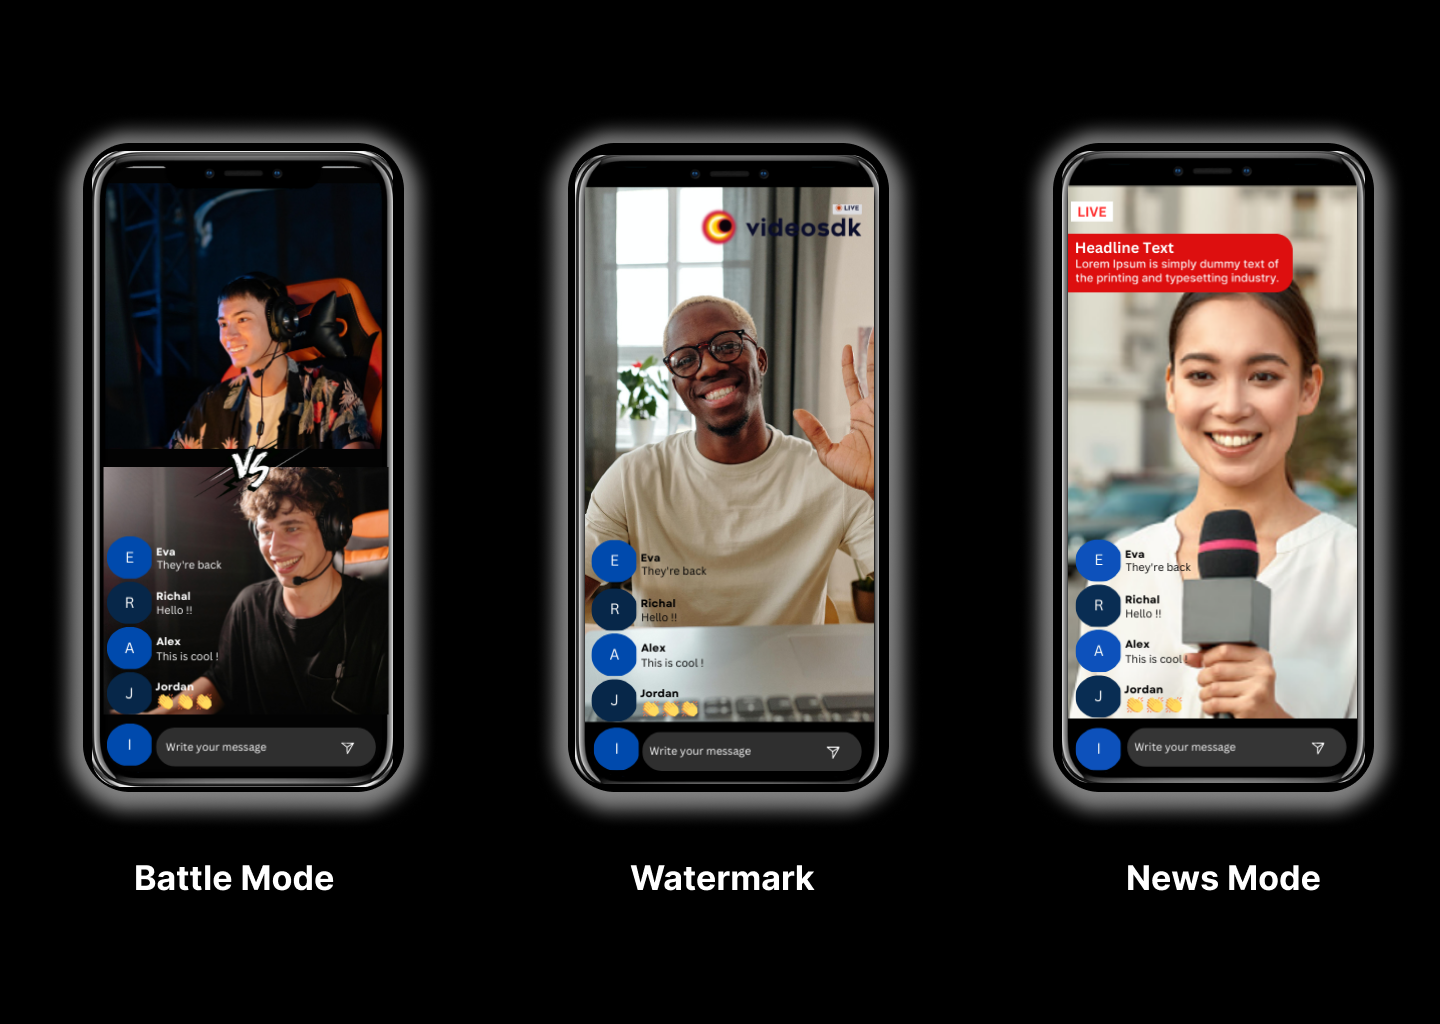 VS
E
Eva
They're back
R
Richal
Hello !!
A
Alex
This is cool !
J
Jordan
👏👏👏
I
Write your message
Battle Mode
LIVE
videosdk
E
Eva
They're back
R
Richal
Hello !!
A
Alex
This is cool !
J
Jordan
👏👏👏
I
Write your message
Watermark
LIVE
Headline Text
Lorem Ipsum is simply dummy text of
the printing and typesetting industry.
E
Eva
They're back
R
Richal
Hello !!
A
Alex
This is cool !
J
Jordan
👏👏👏
I
Write your message
News Mode